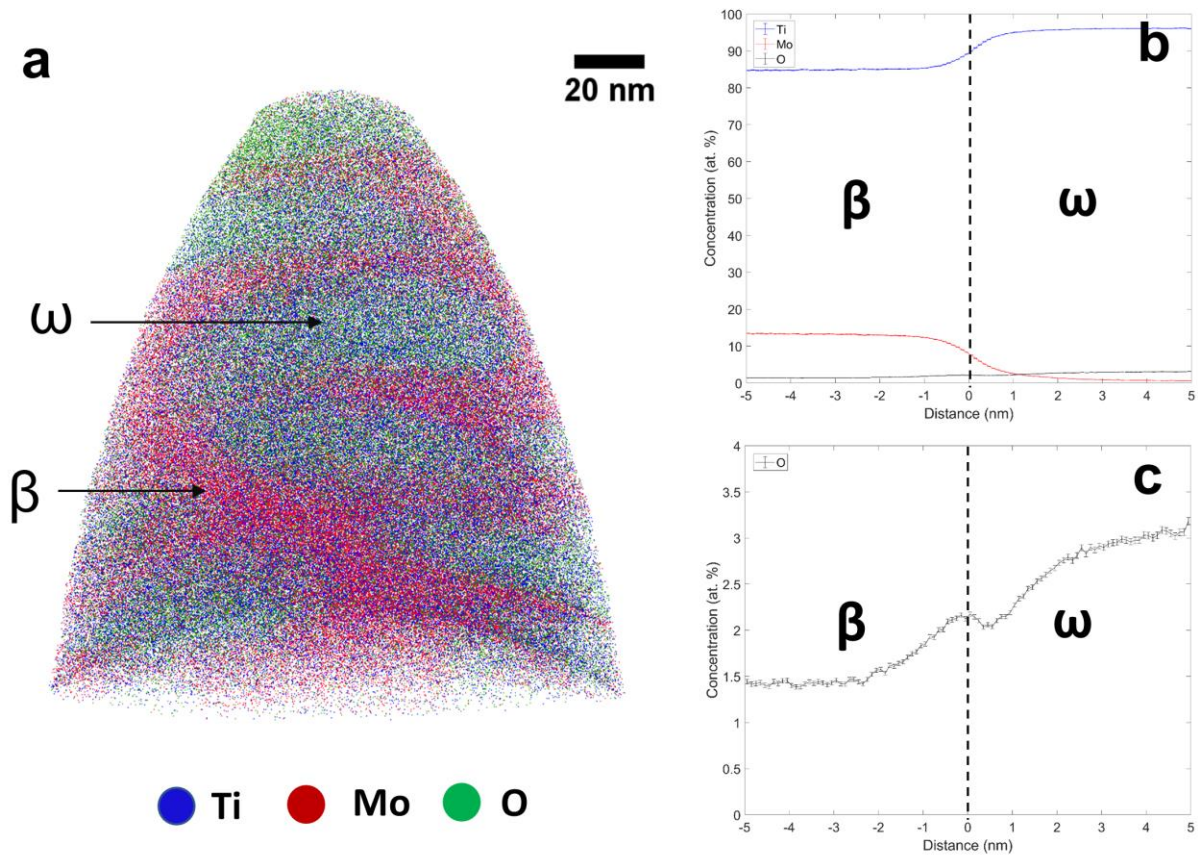 a
20 nm
ω
β
Ti
Mo
O
b
Ti
Mo
O
100
90
80
70
60
50
40
30
20
10
0
Concentration (at. %)
β
ω
-5 -4 -3 -2 -1 0 1 2 3 4 5
Distance (nm)
c
O
4
3.5
3
2.5
2
1.5
1
0.5
0
Concentration (at. %)
β
ω
-5 -4 -3 -2 -1 0 1 2 3 4 5
Distance (nm)